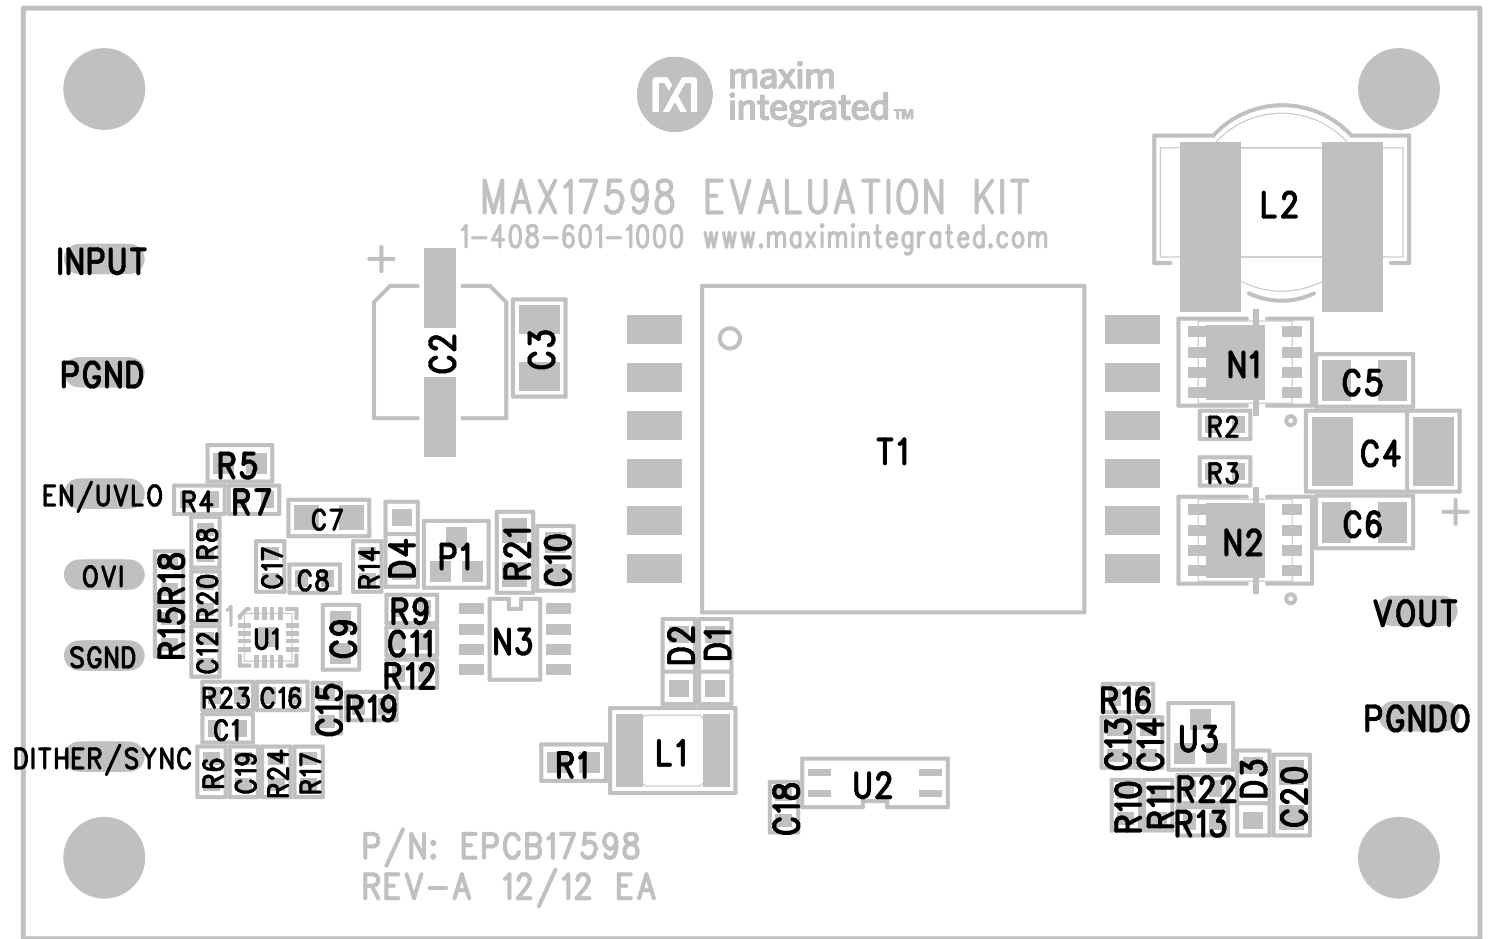 maxim
integrated™
MAX17598 EVALUATION KIT
1-408-601-1000 www.maximintegrated.com
L2
INPUT
+
C2
C3
N1
PGND
C5
R2
T1
C4
R5
R3
EN/UVLO
R4
R7
C7
+
C6
R8
D4
P1
R21
C10
N2
R18
C17
C8
R14
OVI
R20
R9
VOUT
R15
1
U1
C9
C11
N3
D2
D1
C12
SGND
R12
R23
C16
C15
R19
R16
PGNDO
C1
C13
C14
U3
L1
DITHER/SYNC
R6
C19
R24
R17
R1
U2
C18
R10
R11
R22
R13
D3
C20
P/N: EPCB17598
REV-A 12/12 EA